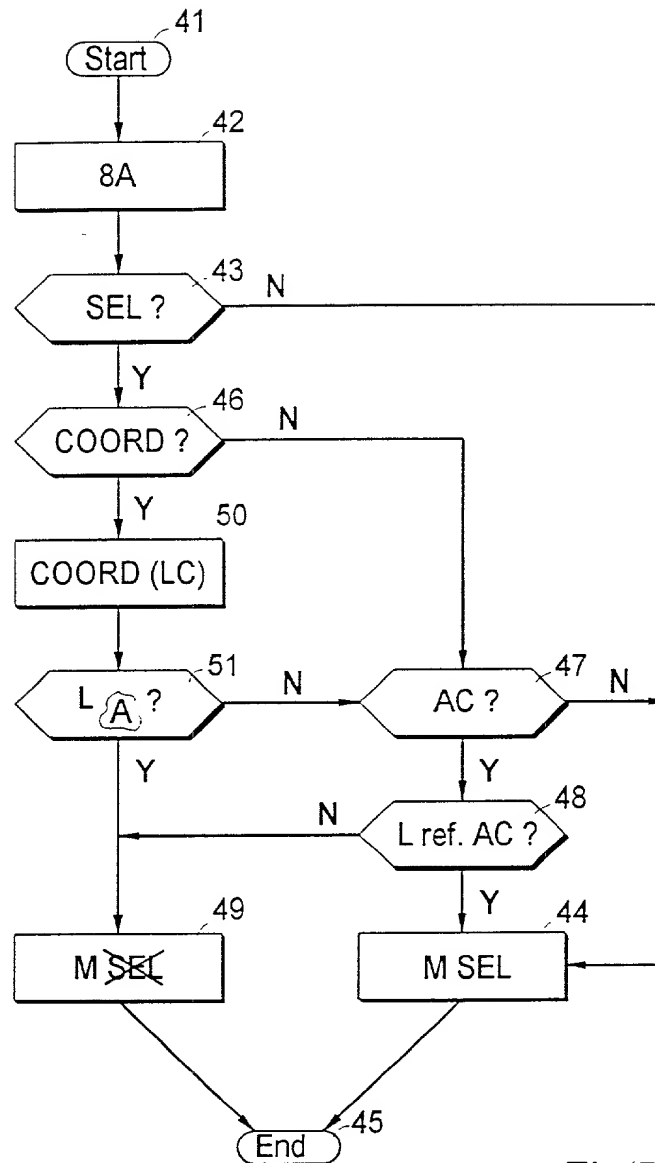 41
Start
42
8A
43
SEL ?
N
Y
46
COORD ?
N
Y
50
COORD (LC)
51
L A ?
N
47
AC ?
N
Y
Y
48
L ref. AC ?
N
Y
49
M SEL
44
M SEL
45
End